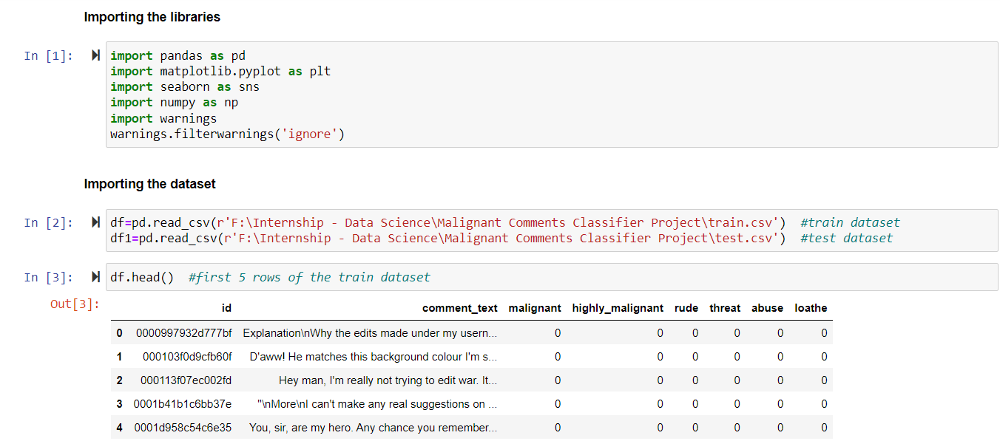 Importing the libraries
In [1]:
import pandas as pd
import matplotlib.pyplot as plt
import seaborn as sns
import numpy as np
import warnings
warnings.filterwarnings('ignore')
Importing the dataset
In [2]:
df=pd.read_csv(r'F:\Internship - Data Science\Malignant Comments Classifier Project\train.csv')  #train dataset
df1=pd.read_csv(r'F:\Internship - Data Science\Malignant Comments Classifier Project\test.csv')  #test dataset
In [3]:
df.head()  #first 5 rows of the train dataset
Out[3]:
id comment_text malignant highly_malignant rude threat abuse loathe
0 0000997932d777bf Explanation\nWhy the edits made under my usern... 0 0 0 0 0 0
1 000103f0d9cfb60f D'aww! He matches this background colour I'm s... 0 0 0 0 0 0
2 000113f07ec002fd Hey man, I'm really not trying to edit war. It... 0 0 0 0 0 0
3 0001b41b1c6bb37e "\nMore\nI can't make any real suggestions on ... 0 0 0 0 0 0
4 0001d958c54c6e35 You, sir, are my hero. Any chance you remember... 0 0 0 0 0 0